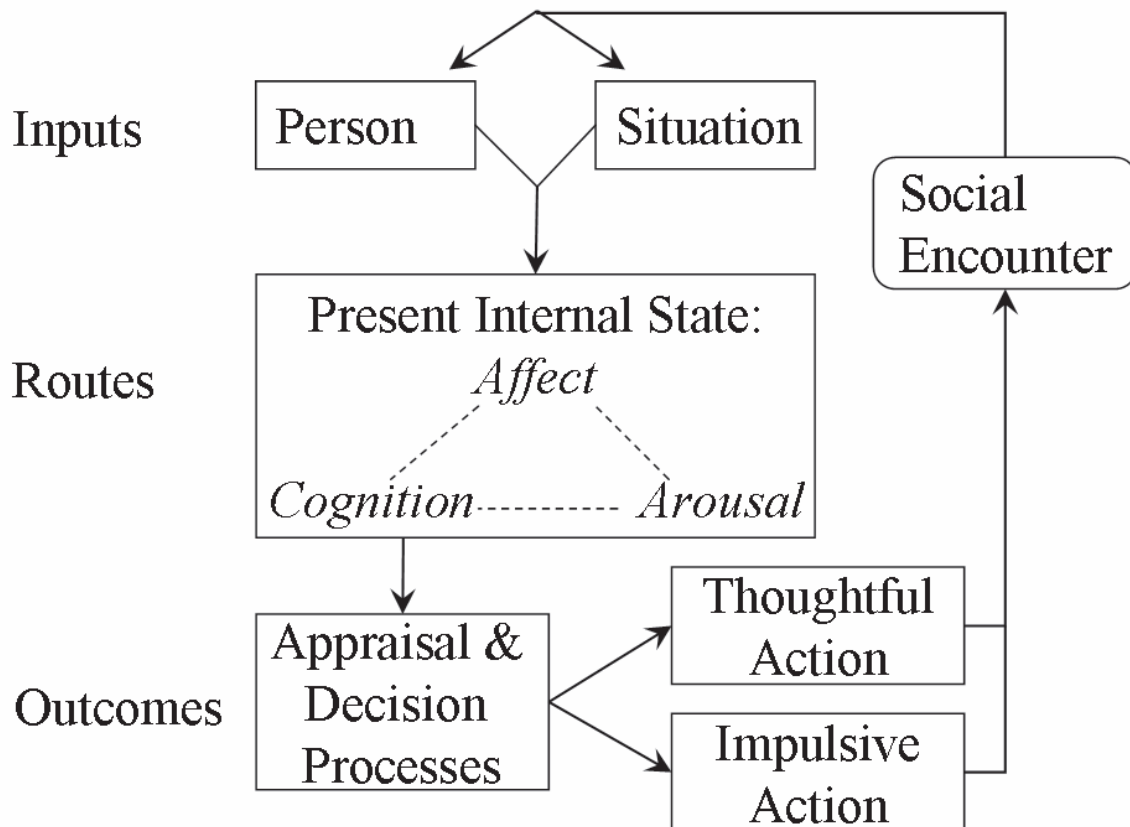 Inputs
Person
Situation
Social
Encounter
Routes
Present Internal State:
Affect
Cognition
Arousal
Outcomes
Appraisal &
Decision
Processes
Thoughtful
Action
Impulsive
Action